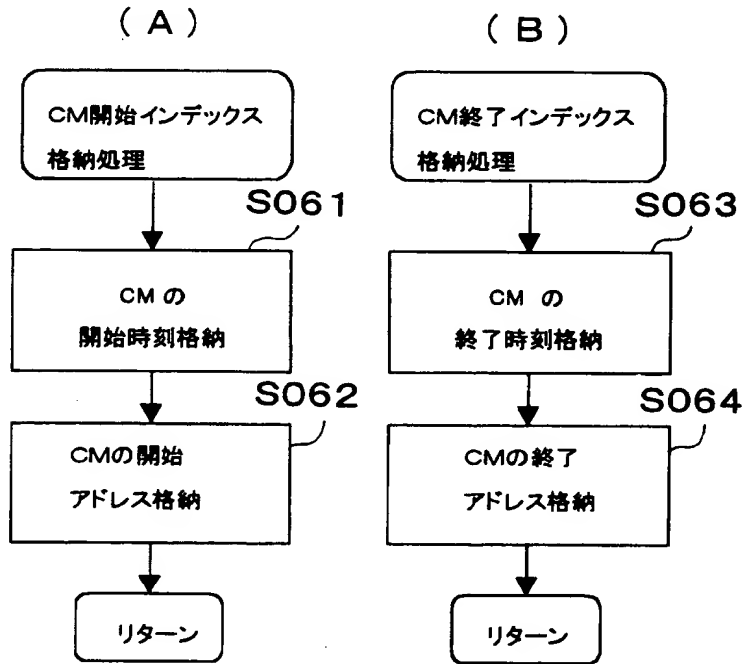 (A)
CM開始インデックス
格納処理
S061
CMの
開始時刻格納
S062
CMの開始
アドレス格納
リターン
(B)
CM終了インデックス
格納処理
S063
CMの
終了時刻格納
S064
CMの終了
アドレス格納
リターン